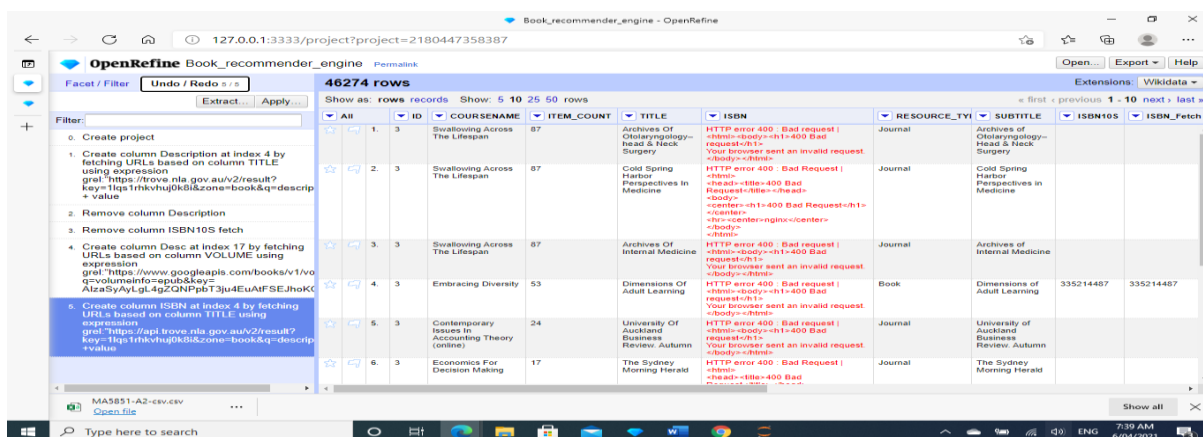 Book_recommender_engine - OpenRefine
127.0.0.1:3333/project?project=2180447358387
OpenRefine Book_recommender_engine Permalink
Open... Export Help
Facet / Filter Undo / Redo 5 / 5
46274 rows
Extensions: Wikidata
Extract... Apply...
Show as: rows records Show: 5 10 25 50 rows
« first ‹ previous 1 - 10 next › last »
Filter:
0. Create project
1. Create column Description at index 4 by
fetching URLs based on column TITLE
using expression
grel:"https://trove.nla.gov.au/v2/result?
+ value
2. Remove column Description
3. Remove column ISBN10S fetch
4. Create column Desc at index 17 by fetching
URLs based on column VOLUME using
expression
grel:"https://www.googleapis.com/books/v1/vo
q=volumeinfo=epub&key=
5. Create column ISBN at index 4 by fetching
URLs based on column TITLE using
expression
grel:"https://api.trove.nla.gov.au/v2/result?
+value
All ID COURSENAME ITEM_COUNT TITLE ISBN RESOURCE_TYI SUBTITLE ISBN10S ISBN_Fetch
1. 3 Swallowing Across 87 Archives Of HTTP error 400 : Bad request | Journal Archives of
The Lifespan Otolaryngology-- <html><body><h1>400 Bad Otolaryngology--
head & Neck request</h1> Head & Neck
Surgery Your browser sent an invalid request. Surgery
</body></html>
2. 3 Swallowing Across 87 Cold Spring HTTP error 400 : Bad Request | Journal Cold Spring
The Lifespan Harbor <html> Harbor
Perspectives In <head><title>400 Bad Perspectives in
Medicine Request</title></head> Medicine
<body>
<center><h1>400 Bad Request</h1>
</center>
<hr><center>nginx</center>
</body>
</html>
3. 3 Swallowing Across 87 Archives Of HTTP error 400 : Bad request | Journal Archives of
The Lifespan Internal Medicine <html><body><h1>400 Bad Internal Medicine
request</h1>
Your browser sent an invalid request.
</body></html>
4. 3 Embracing Diversity 53 Dimensions Of HTTP error 400 : Bad request | Book Dimensions of 335214487 335214487
Adult Learning <html><body><h1>400 Bad Adult Learning
request</h1>
Your browser sent an invalid request.
</body></html>
5. 3 Contemporary 24 University Of HTTP error 400 : Bad request | Journal University of
Issues In Auckland <html><body><h1>400 Bad Auckland
Accounting Theory Business request</h1> Business
(online) Review. Autumn Your browser sent an invalid request. Review. Autumn
</body></html>
6. 3 Economics For 17 The Sydney HTTP error 400 : Bad Request | Journal The Sydney
Decision Making Morning Herald <html> Morning Herald
<head><title>400 Bad
MA5851-A2-csv.csv
Open file
Show all
Type here to search
ENG
7:39 AM
6/04/2021